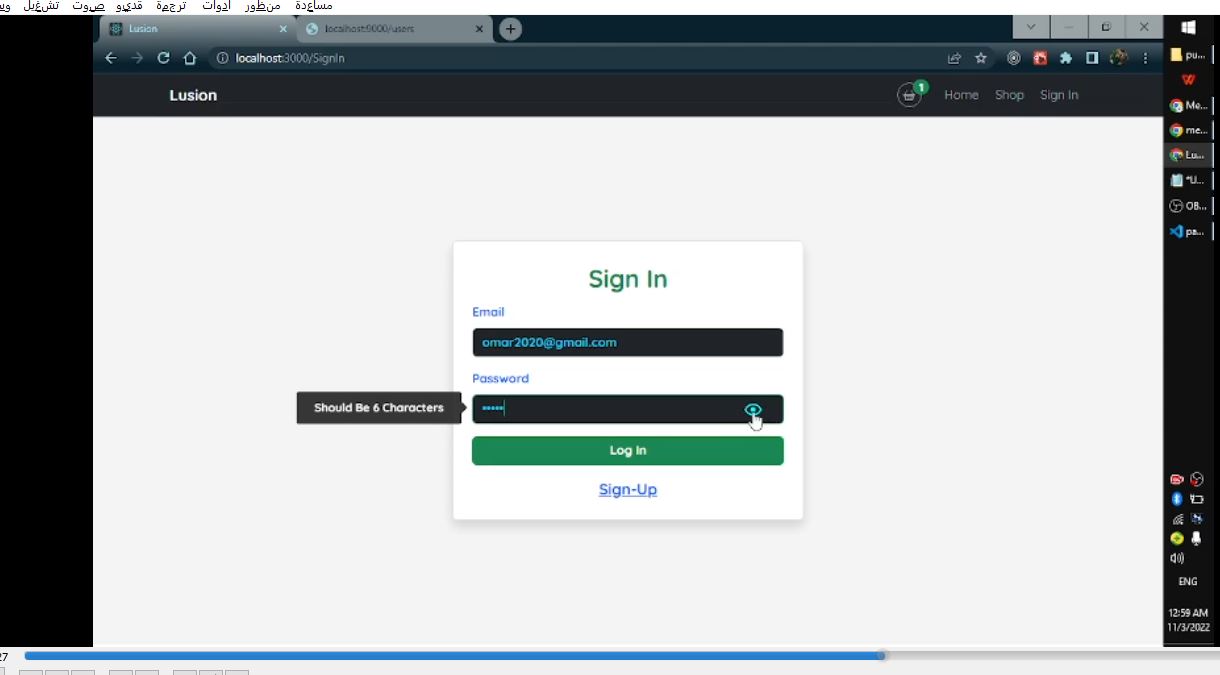 مساعدة
منظور
أدوات
ترجمة
قديو
صوت
تشغيل
Lusion
localhost:9000/users
localhost:3000/SignIn
Lusion
1
Home
Shop
Sign In
Sign In
Email
omar2020@gmail.com
Password
•••••
Should Be 6 Characters
Log In
Sign-Up
pu...
Me...
me...
Lu...
"U...
OB...
pa...
ENG
12:59 AM
11/3/2022
27